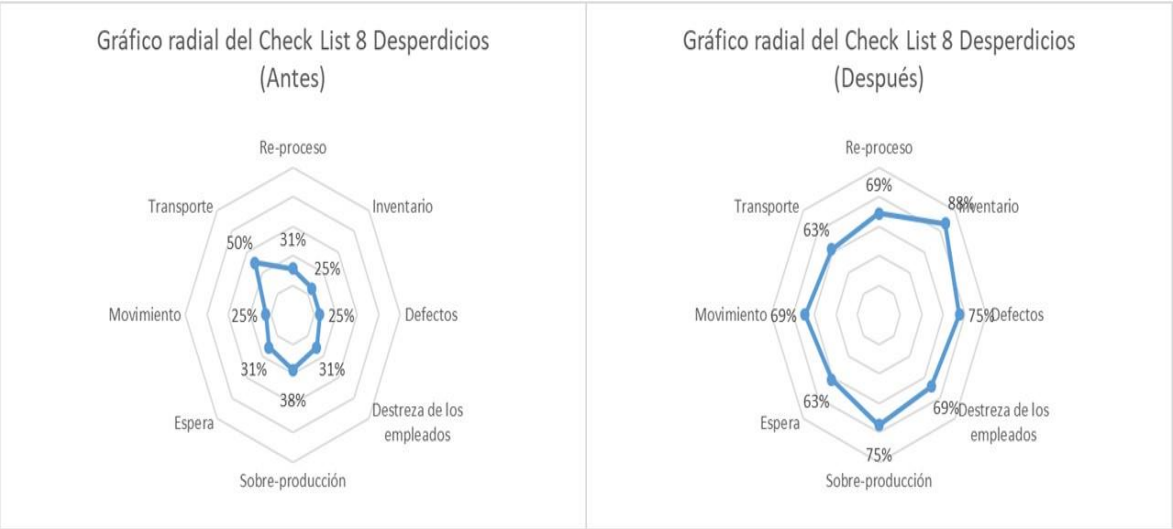 Gráfico radial del Check List 8 Desperdicios
(Antes)
Re-proceso
Transporte
Inventario
50%
31%
25%
Movimiento
25%
25%
Defectos
31%
31%
38%
Espera
Destreza de los
empleados
Sobre-producción
Gráfico radial del Check List 8 Desperdicios
(Después)
Re-proceso
69%
Transporte
88%
Inventario
63%
Movimiento
69%
75%
Defectos
63%
69%
Destreza de los
empleados
Espera
75%
Sobre-producción